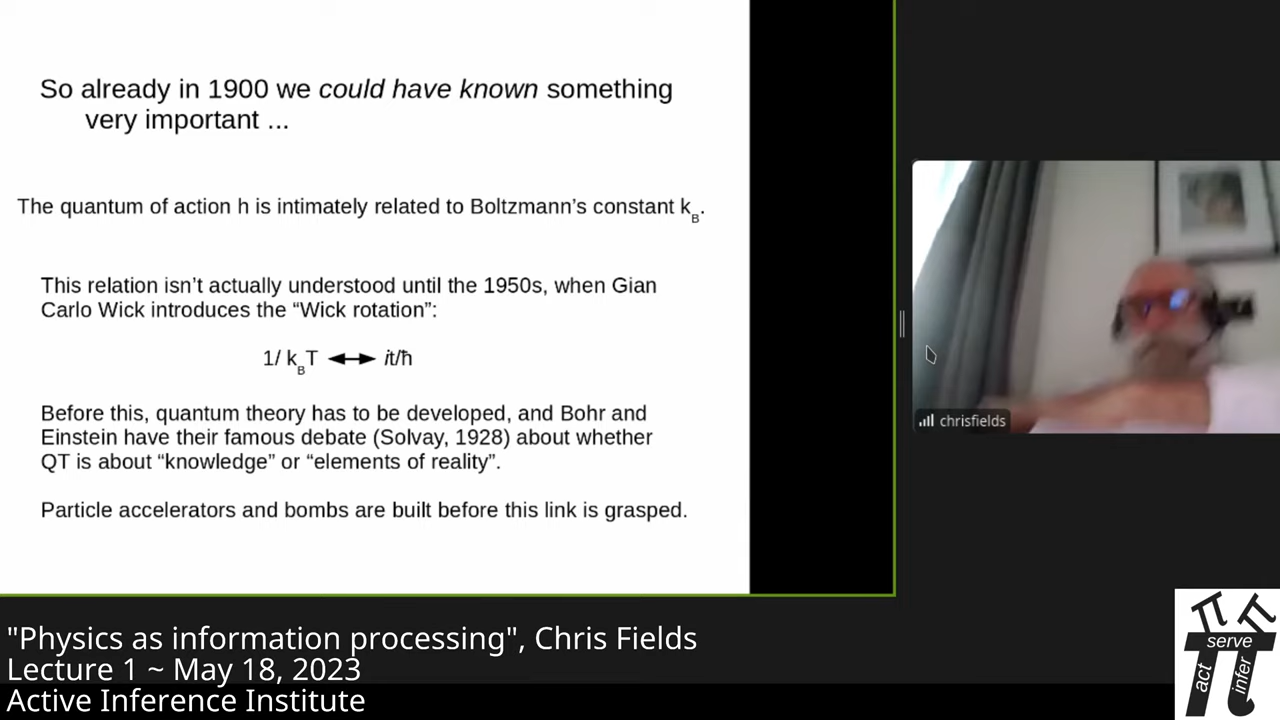 So already in 1900 we could have known something
very important ...
The quantum of action h is intimately related to Boltzmann's constant k_B.
This relation isn't actually understood until the 1950s, when Gian
Carlo Wick introduces the “Wick rotation”:
1/ k_BT ↔ it/ħ
Before this, quantum theory has to be developed, and Bohr and
Einstein have their famous debate (Solvay, 1928) about whether
QT is about “knowledge” or “elements of reality”.
Particle accelerators and bombs are built before this link is grasped.
chrisfields
"Physics as information processing", Chris Fields
Lecture 1 ~ May 18, 2023
Active Inference Institute
serve
act
infer